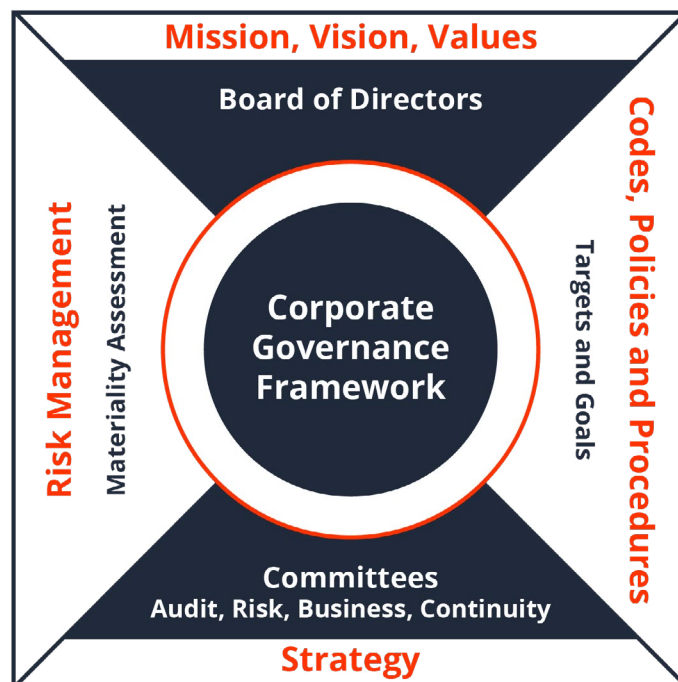 Mission, Vision, Values
Board of Directors
Risk Management
Materiality Assessment
Corporate
Governance
Framework
Targets and Goals
Codes, Policies and Procedures
Committees
Audit, Risk, Business, Continuity
Strategy